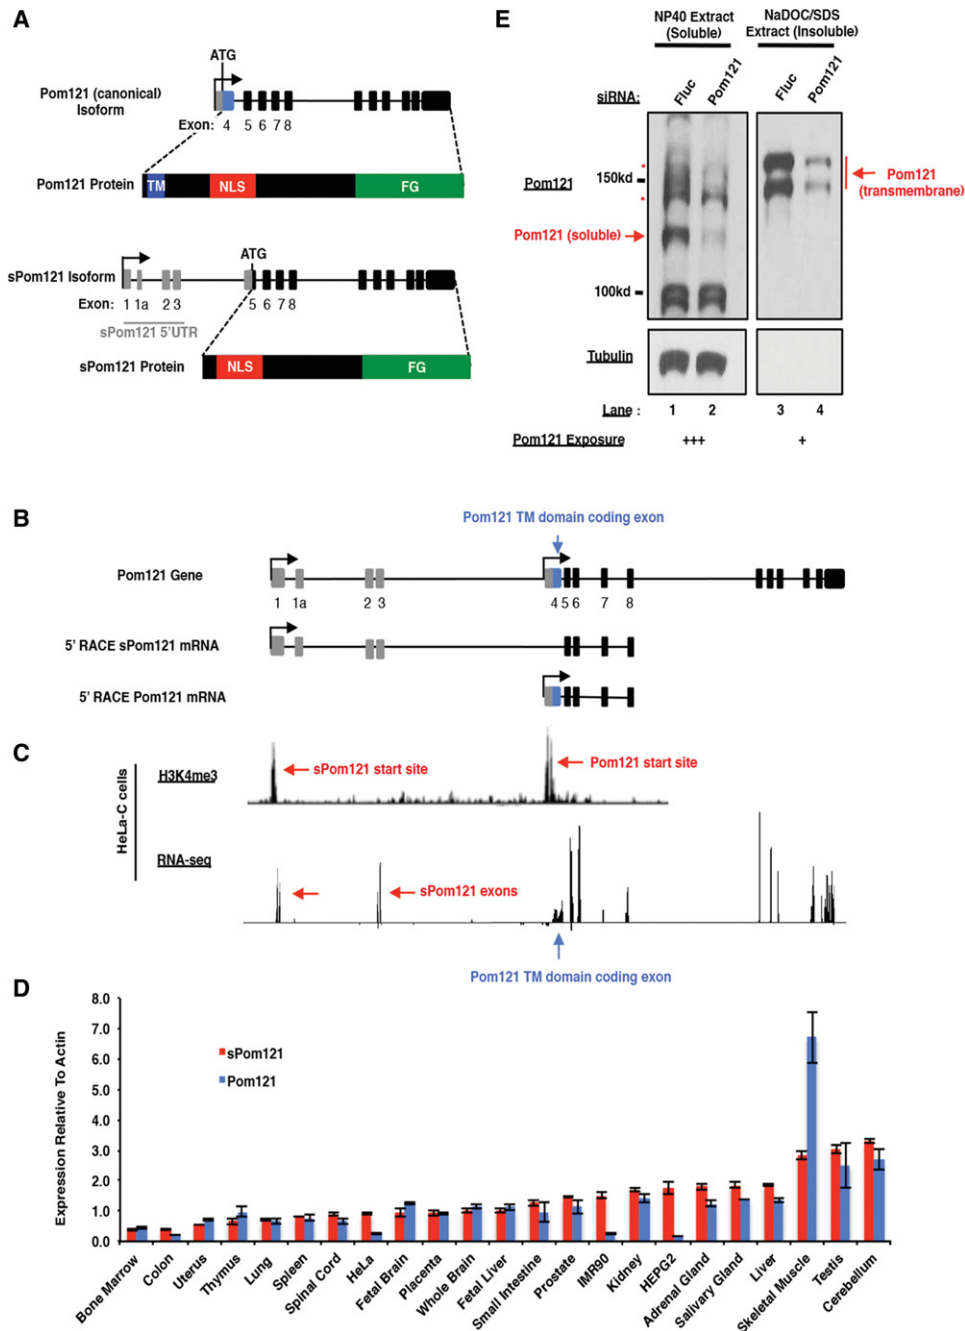 A
ATG
Pom121 (canonical)
Isoform
Exon: 4 5 6 7 8
Pom121 Protein
TM
NLS
FG
ATG
sPom121 Isoform
Exon: 1 1a 2 3 5 6 7 8
sPom121 5'UTR
sPom121 Protein
NLS
FG
E
NP40 Extract
(Soluble)
NaDOC/SDS
Extract (Insoluble)
siRNA:
Fluc
Pom121
Fluc
Pom121
*
150kd
Pom121
*
Pom121 (soluble)
100kd
Pom121
(transmembrane)
Tubulin
Lane : 1 2 3 4
Pom121 Exposure +++ +
B
Pom121 TM domain coding exon
Pom121 Gene
1 1a 2 3 4 5 6 7 8
5' RACE sPom121 mRNA
5' RACE Pom121 mRNA
C
HeLa-C cells
H3K4me3
sPom121 start site
Pom121 start site
RNA-seq
sPom121 exons
Pom121 TM domain coding exon
D
Expression Relative To Actin
8.0
7.0
6.0
5.0
4.0
3.0
2.0
1.0
0.0
sPom121
Pom121
Bone Marrow
Colon
Uterus
Thymus
Lung
Spleen
Spinal Cord
HeLa
Fetal Brain
Placenta
Whole Brain
Fetal Liver
Small Intestine
Prostate
IMR90
Kidney
HEPG2
Adrenal Gland
Salivary Gland
Liver
Skeletal Muscle
Testis
Cerebellum